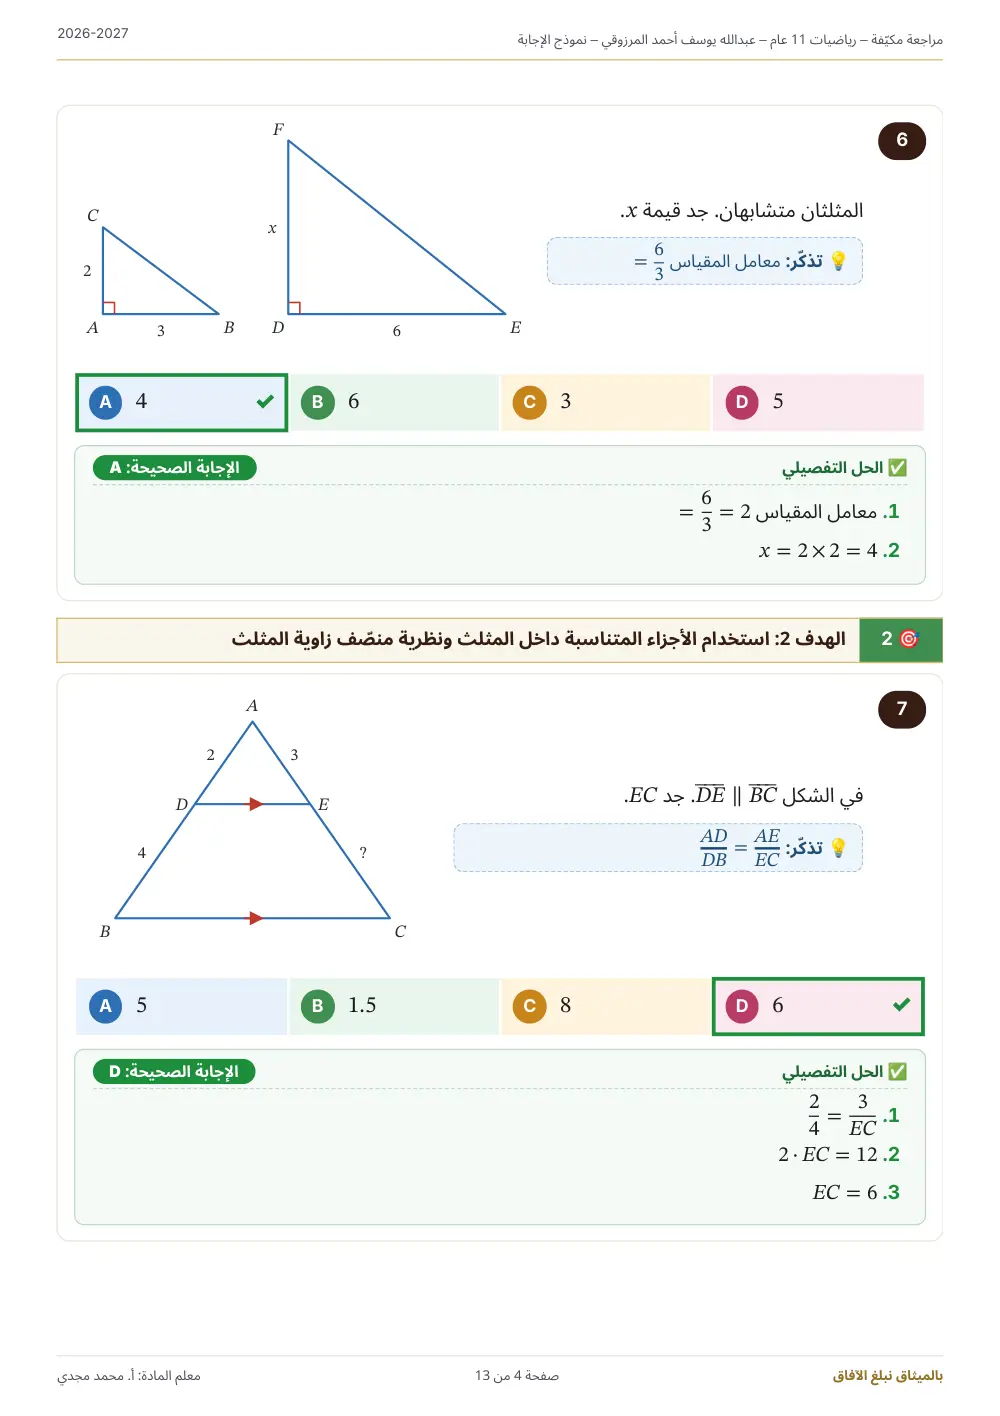 مراجعة مكيّفة – رياضيات 11 عام – عبدالله يوسف أحمد المرزوقي – نموذج الإجابة
2026-2027
6
المثلثان متشابهان. جد قيمة x.
💡 تذكّر: معامل المقياس = 6/3
F
C
x
2
A
3
B
D
6
E
A 4 ✔
B 6
C 3
D 5
✅ الحل التفصيلي
الإجابة الصحيحة: A
1. معامل المقياس = 6/3 = 2
2. x = 2 × 2 = 4
🎯 2
الهدف 2: استخدام الأجزاء المتناسبة داخل المثلث ونظرية منصّف زاوية المثلث
7
في الشكل D̅E̅ ∥ B̅C̅. جد EC.
💡 تذكّر: AD/DB = AE/EC
A
2
3
D
E
4
?
B
C
A 5
B 1.5
C 8
D 6 ✔
✅ الحل التفصيلي
الإجابة الصحيحة: D
1. 2/4 = 3/EC
2. 2 · EC = 12
3. EC = 6
بالميثاق نبلغ الآفاق
صفحة 4 من 13
معلم المادة: أ. محمد مجدي